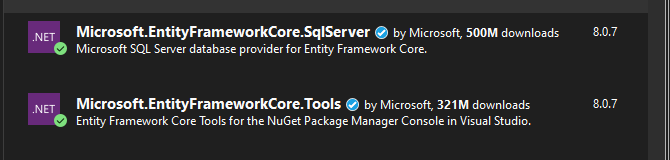 .NET
Microsoft.EntityFrameworkCore.SqlServer by Microsoft, 500M downloads 8.0.7
Microsoft SQL Server database provider for Entity Framework Core.
.NET
Microsoft.EntityFrameworkCore.Tools by Microsoft, 321M downloads 8.0.7
Entity Framework Core Tools for the NuGet Package Manager Console in Visual Studio.